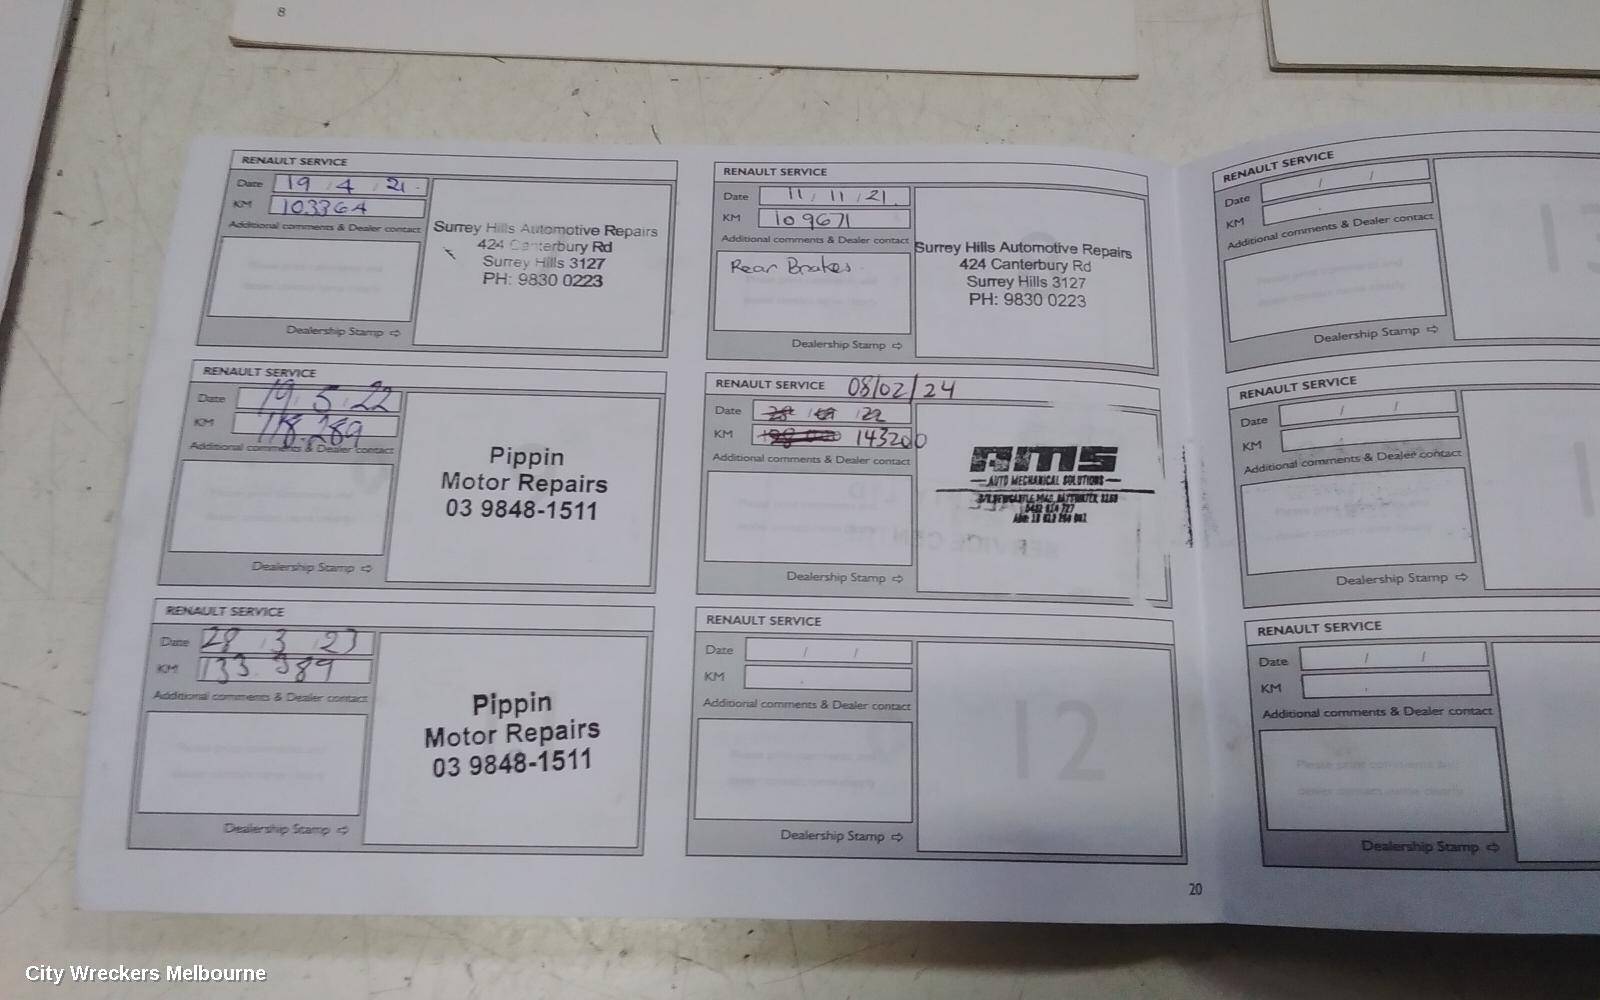 8
RENAULT SERVICE
Date 19 / 4 / 21
KM 103364
Additional comments & Dealer contact
Surrey Hills Automotive Repairs
424 Canterbury Rd
Surrey Hills 3127
PH: 9830 0223
Dealership Stamp ⇨
RENAULT SERVICE
Date 19 . 5 . 22
KM 118.289
Additional comments & Dealer contact
Pippin
Motor Repairs
03 9848-1511
Dealership Stamp ⇨
RENAULT SERVICE
Date 28 / 3 / 23
KM 133.989
Additional comments & Dealer contact
Pippin
Motor Repairs
03 9848-1511
Dealership Stamp ⇨
RENAULT SERVICE
Date 11 / 11 / 21
KM 109671
Additional comments & Dealer contact
Rear Brakes
Surrey Hills Automotive Repairs
424 Canterbury Rd
Surrey Hills 3127
PH: 9830 0223
Dealership Stamp ⇨
RENAULT SERVICE 08/02/24
Date 22
KM 143200
Additional comments & Dealer contact
AMS
AUTO MECHANICAL SOLUTIONS
Dealership Stamp ⇨
RENAULT SERVICE
Date / /
KM
Additional comments & Dealer contact
12
Dealership Stamp ⇨
20
RENAULT SERVICE
Date / /
KM
Additional comments & Dealer contact
Dealership Stamp ⇨
RENAULT SERVICE
Date / /
KM
Additional comments & Dealer contact
Dealership Stamp ⇨
RENAULT SERVICE
Date / /
KM
Additional comments & Dealer contact
Please print comments and
dealer contact name clearly
Dealership Stamp ⇨
City Wreckers Melbourne